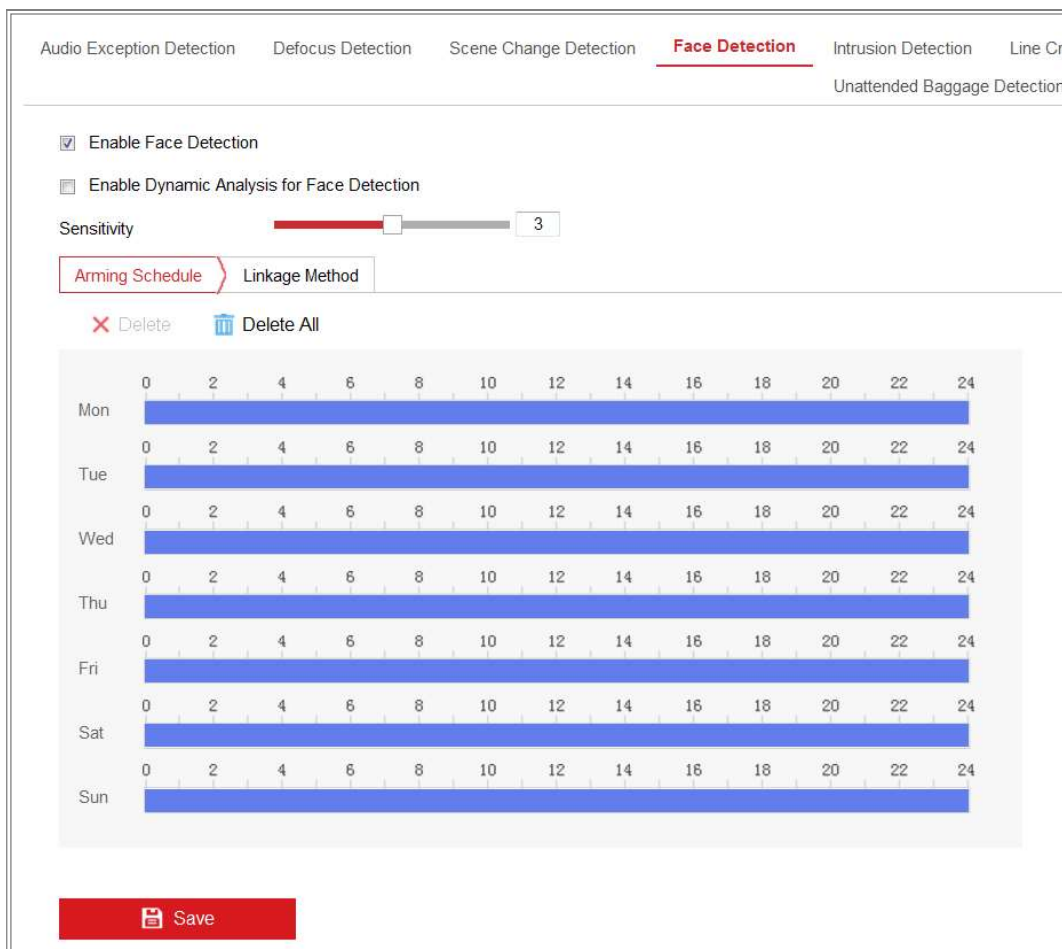 Audio Exception Detection Defocus Detection Scene Change Detection Face Detection Intrusion Detection Line Cr
Unattended Baggage Detection
Enable Face Detection
Enable Dynamic Analysis for Face Detection
Sensitivity 3
Arming Schedule Linkage Method
Delete Delete All
0 2 4 6 8 10 12 14 16 18 20 22 24
Mon
0 2 4 6 8 10 12 14 16 18 20 22 24
Tue
0 2 4 6 8 10 12 14 16 18 20 22 24
Wed
0 2 4 6 8 10 12 14 16 18 20 22 24
Thu
0 2 4 6 8 10 12 14 16 18 20 22 24
Fri
0 2 4 6 8 10 12 14 16 18 20 22 24
Sat
0 2 4 6 8 10 12 14 16 18 20 22 24
Sun
Save